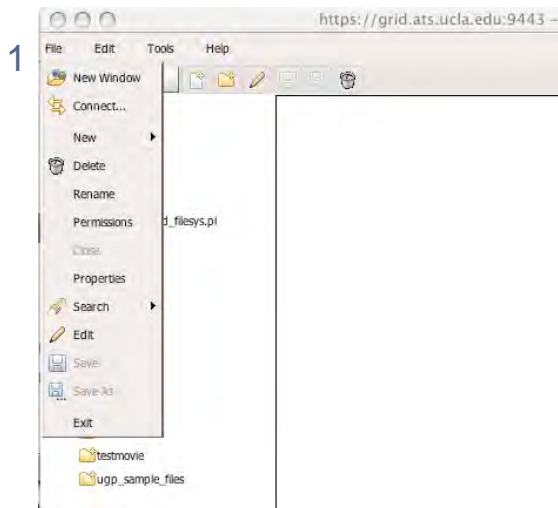 https://grid.ats.ucla.edu:9443 –
1
File Edit Tools Help
New Window
Connect...
New
Delete
Rename
Permissions
d_filesys.pl
Close
Properties
Search
Edit
Save
Save As
Exit
testmovie
ugp_sample_files